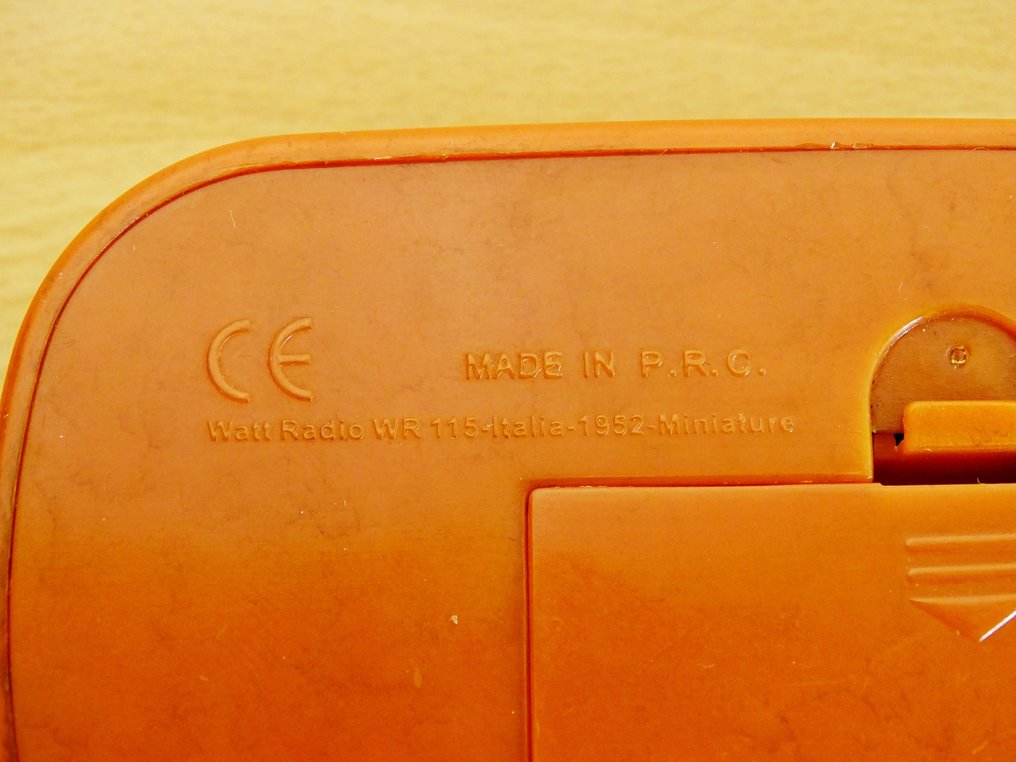 CE
MADE IN P.R.C.
Watt Radio WR 115-Italia-1952-Miniature